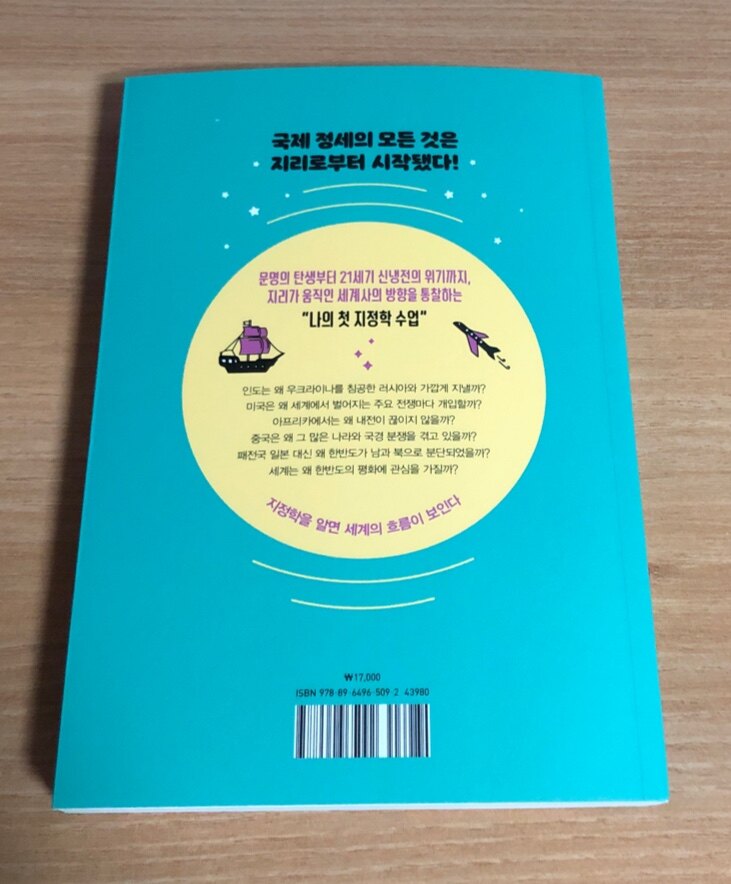 국제 정세의 모든 것은
지리로부터 시작됐다!
문명의 탄생부터 21세기 신냉전의 위기까지,
지리가 움직인 세계사의 방향을 통찰하는
"나의 첫 지정학 수업"
인도는 왜 우크라이나를 침공한 러시아와 가깝게 지낼까?
미국은 왜 세계에서 벌어지는 주요 전쟁마다 개입할까?
아프리카에서는 왜 내전이 끊이지 않을까?
중국은 왜 그 많은 나라와 국경 분쟁을 겪고 있을까?
패전국 일본 대신 왜 한반도가 남과 북으로 분단되었을까?
세계는 왜 한반도의 평화에 관심을 가질까?
지정학을 알면 세계의 흐름이 보인다
₩17,000
ISBN 978-89-6496-509-2 43980